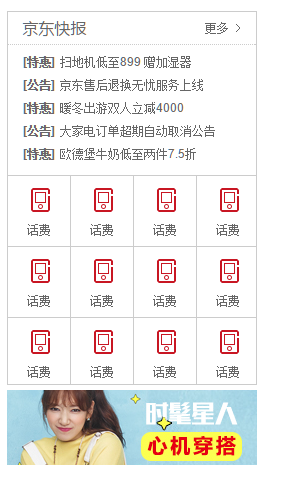 京东快报 更多 >
[特惠] 扫地机低至899 赠加湿器
[公告] 京东售后退换无忧服务上线
[特惠] 暖冬出游双人立减4000
[公告] 大家电订单超期自动取消公告
[特惠] 欧德堡牛奶低至两件7.5折
话费 话费 话费 话费
话费 话费 话费 话费
话费 话费 话费 话费
时髦星人
心机穿搭